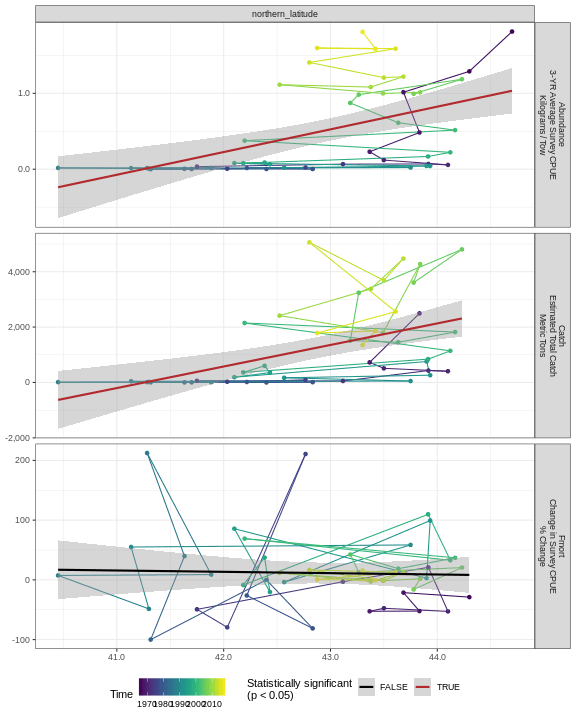 northern_latitude
1.0
0.0
Abundance
3-YR Average Survey CPUE
Kilograms / Tow
4,000
2,000
0
-2,000
Catch
Estimated Total Catch
Metric Tons
200
100
0
-100
Fmort
Change in Survey CPUE
% Change
41.0 42.0 43.0 44.0
Time
1970 1980 1990 2000 2010
Statistically significant
(p < 0.05)
FALSE TRUE